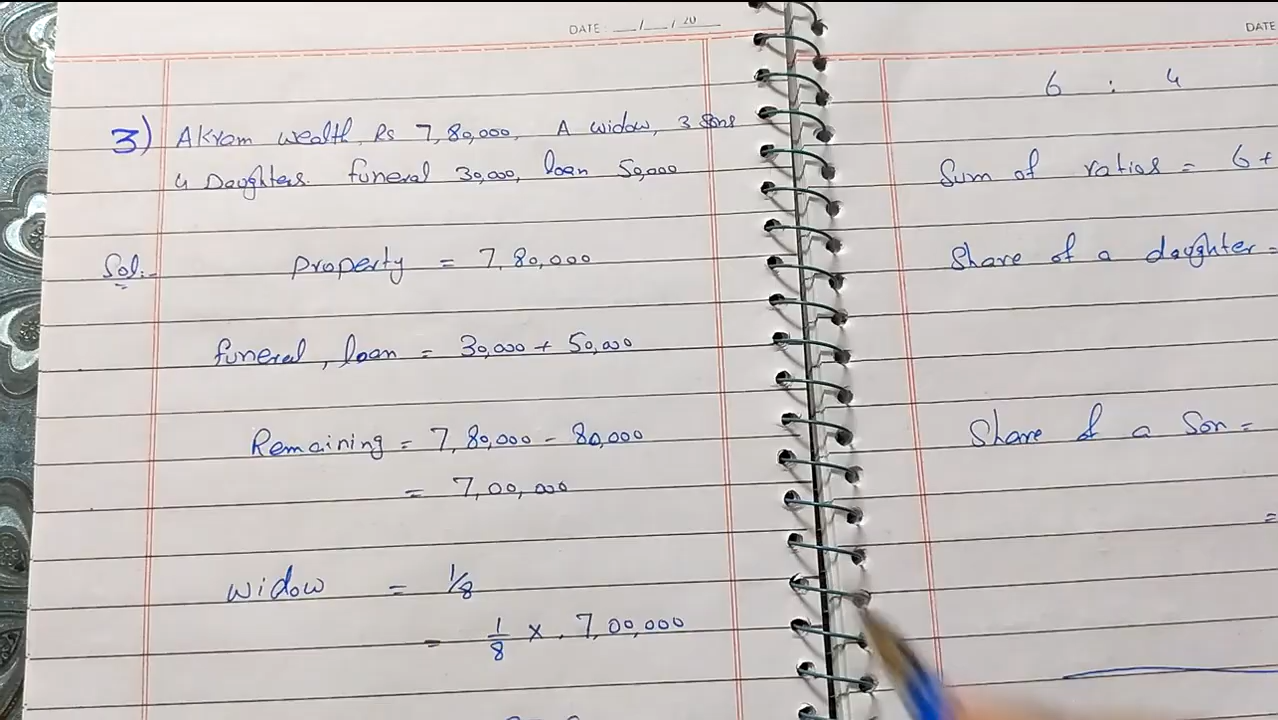 DATE: __/__/20__
3) Akram wealth Rs 7,80,000, A widow, 3 Sons
4 Daughters. funeral 30,000, loan 50,000
Sol:-
Property = 7,80,000
funeral, loan = 30,000 + 50,000
Remaining = 7,80,000 - 80,000
= 7,00,000
widow = 1/8
= 1/8 × 7,00,000
DATE
6 : 4
Sum of ratios = 6 +
Share of a daughter =
Share of a Son =
=